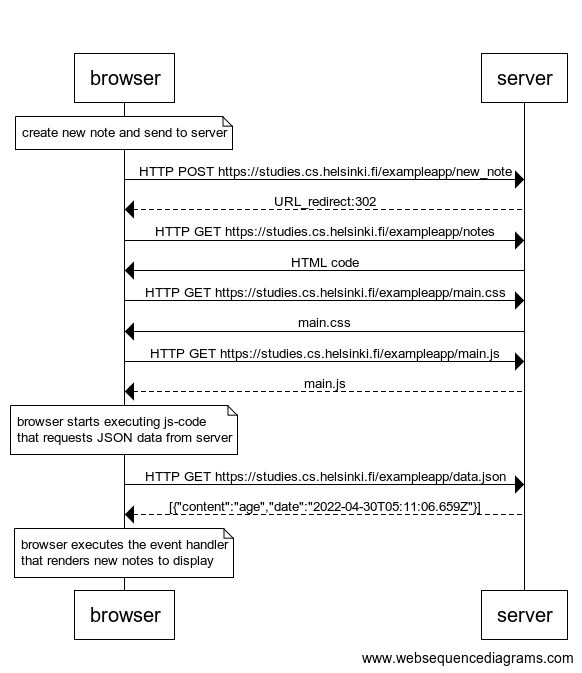 browser
server
create new note and send to server
HTTP POST https://studies.cs.helsinki.fi/exampleapp/new_note
URL_redirect:302
HTTP GET https://studies.cs.helsinki.fi/exampleapp/notes
HTML code
HTTP GET https://studies.cs.helsinki.fi/exampleapp/main.css
main.css
HTTP GET https://studies.cs.helsinki.fi/exampleapp/main.js
main.js
browser starts executing js-code
that requests JSON data from server
HTTP GET https://studies.cs.helsinki.fi/exampleapp/data.json
[{"content":"age","date":"2022-04-30T05:11:06.659Z"}]
browser executes the event handler
that renders new notes to display
browser
server
www.websequencediagrams.com